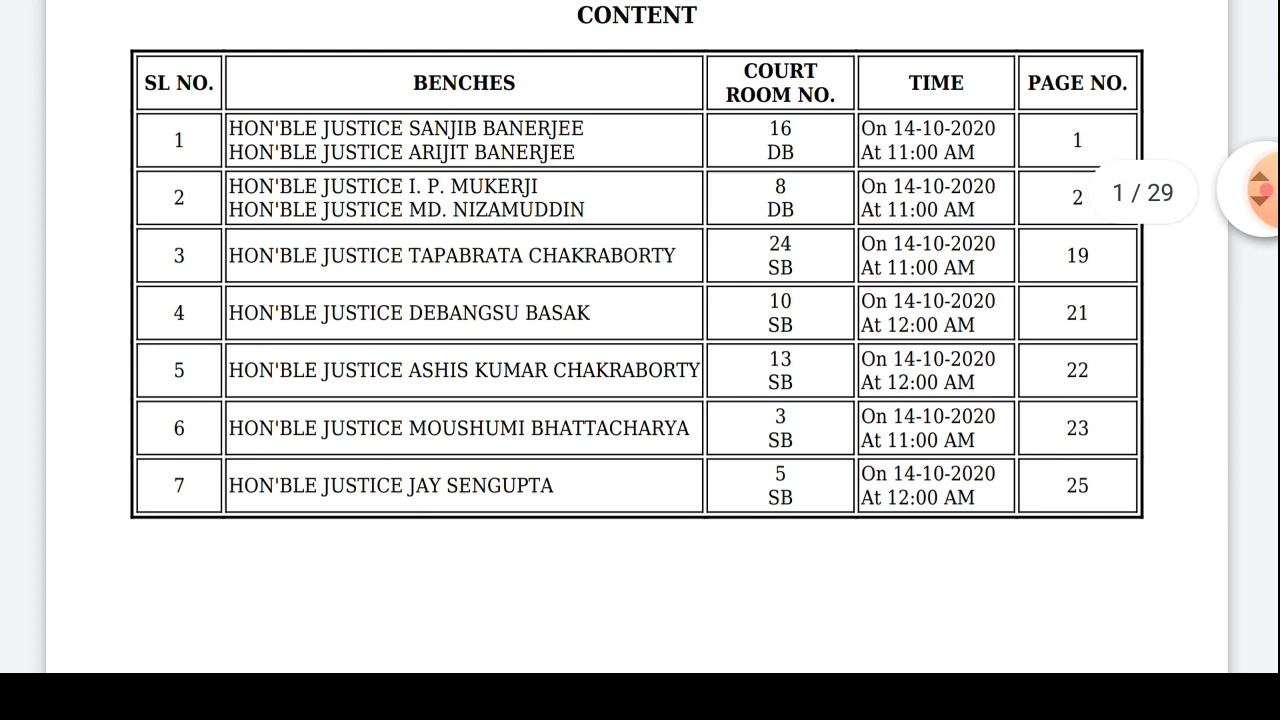 CONTENT
SL NO. BENCHES COURT ROOM NO. TIME PAGE NO.
1 HON'BLE JUSTICE SANJIB BANERJEE 16 On 14-10-2020 1
HON'BLE JUSTICE ARIJIT BANERJEE DB At 11:00 AM
2 HON'BLE JUSTICE I. P. MUKERJI 8 On 14-10-2020 2
HON'BLE JUSTICE MD. NIZAMUDDIN DB At 11:00 AM
1 / 29
3 HON'BLE JUSTICE TAPABRATA CHAKRABORTY 24 On 14-10-2020 19
SB At 11:00 AM
4 HON'BLE JUSTICE DEBANGSU BASAK 10 On 14-10-2020 21
SB At 12:00 AM
5 HON'BLE JUSTICE ASHIS KUMAR CHAKRABORTY 13 On 14-10-2020 22
SB At 12:00 AM
6 HON'BLE JUSTICE MOUSHUMI BHATTACHARYA 3 On 14-10-2020 23
SB At 11:00 AM
7 HON'BLE JUSTICE JAY SENGUPTA 5 On 14-10-2020 25
SB At 12:00 AM